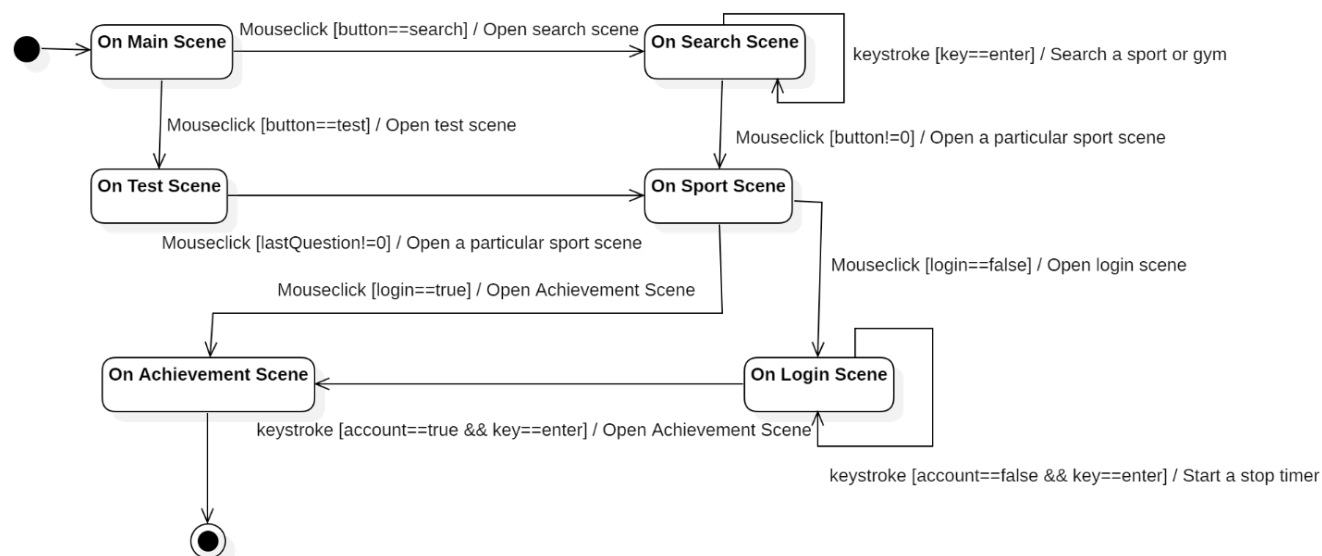 Mouseclick [button==search] / Open search scene
On Main Scene
On Search Scene
keystroke [key==enter] / Search a sport or gym
Mouseclick [button==test] / Open test scene
Mouseclick [button!=0] / Open a particular sport scene
On Test Scene
On Sport Scene
Mouseclick [lastQuestion!=0] / Open a particular sport scene
Mouseclick [login==false] / Open login scene
Mouseclick [login==true] / Open Achievement Scene
On Achievement Scene
On Login Scene
keystroke [account==true && key==enter] / Open Achievement Scene
keystroke [account==false && key==enter] / Start a stop timer